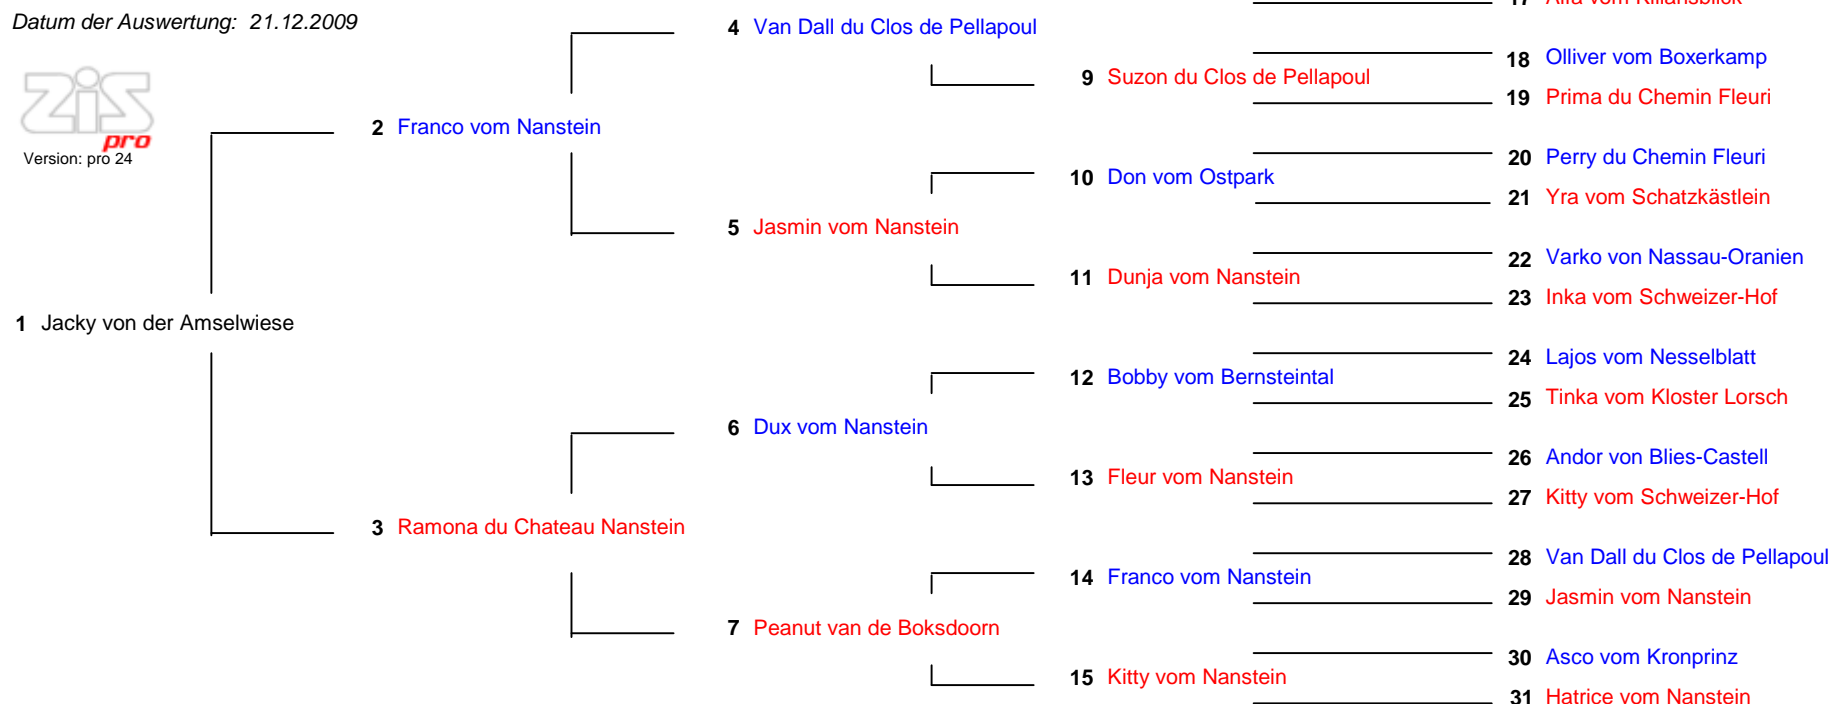 Datum der Auswertung: 21.12.2009
ZiS
pro
Version: pro 24
1 Jacky von der Amselwiese
2 Franco vom Nanstein
3 Ramona du Chateau Nanstein
4 Van Dall du Clos de Pellapoul
5 Jasmin vom Nanstein
6 Dux vom Nanstein
7 Peanut van de Boksdoorn
9 Suzon du Clos de Pellapoul
10 Don vom Ostpark
11 Dunja vom Nanstein
12 Bobby vom Bernsteintal
13 Fleur vom Nanstein
14 Franco vom Nanstein
15 Kitty vom Nanstein
17 Alfa vom Kiliansblick
18 Olliver vom Boxerkamp
19 Prima du Chemin Fleuri
20 Perry du Chemin Fleuri
21 Yra vom Schatzkästlein
22 Varko von Nassau-Oranien
23 Inka vom Schweizer-Hof
24 Lajos vom Nesselblatt
25 Tinka vom Kloster Lorsch
26 Andor von Blies-Castell
27 Kitty vom Schweizer-Hof
28 Van Dall du Clos de Pellapoul
29 Jasmin vom Nanstein
30 Asco vom Kronprinz
31 Hatrice vom Nanstein